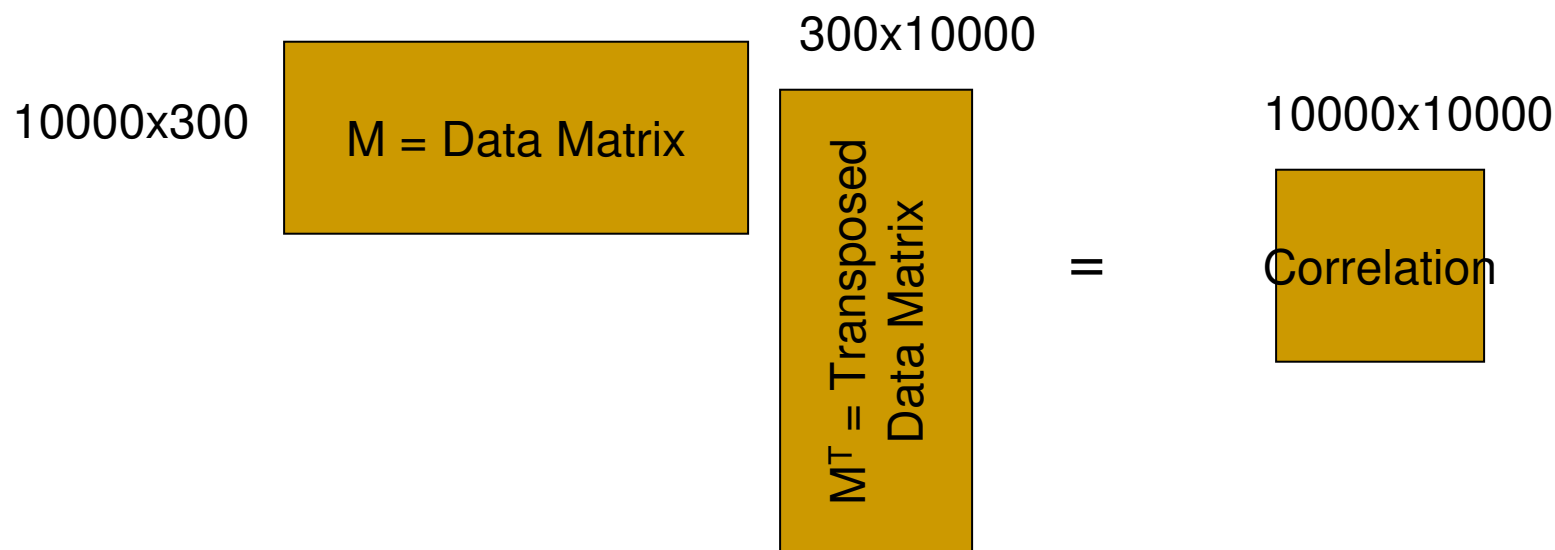 10000x300
M = Data Matrix
300x10000
Mᵀ = Transposed
Data Matrix
=
10000x10000
Correlation